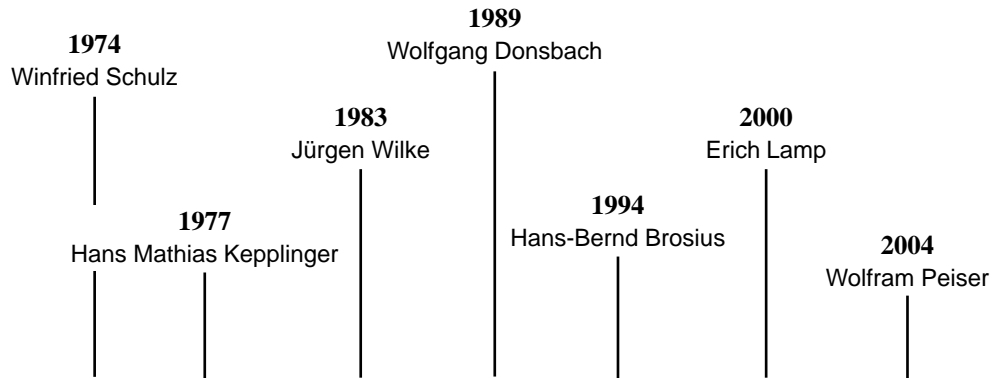 1974
Winfried Schulz
1977
Hans Mathias Kepplinger
1983
Jürgen Wilke
1989
Wolfgang Donsbach
1994
Hans-Bernd Brosius
2000
Erich Lamp
2004
Wolfram Peiser